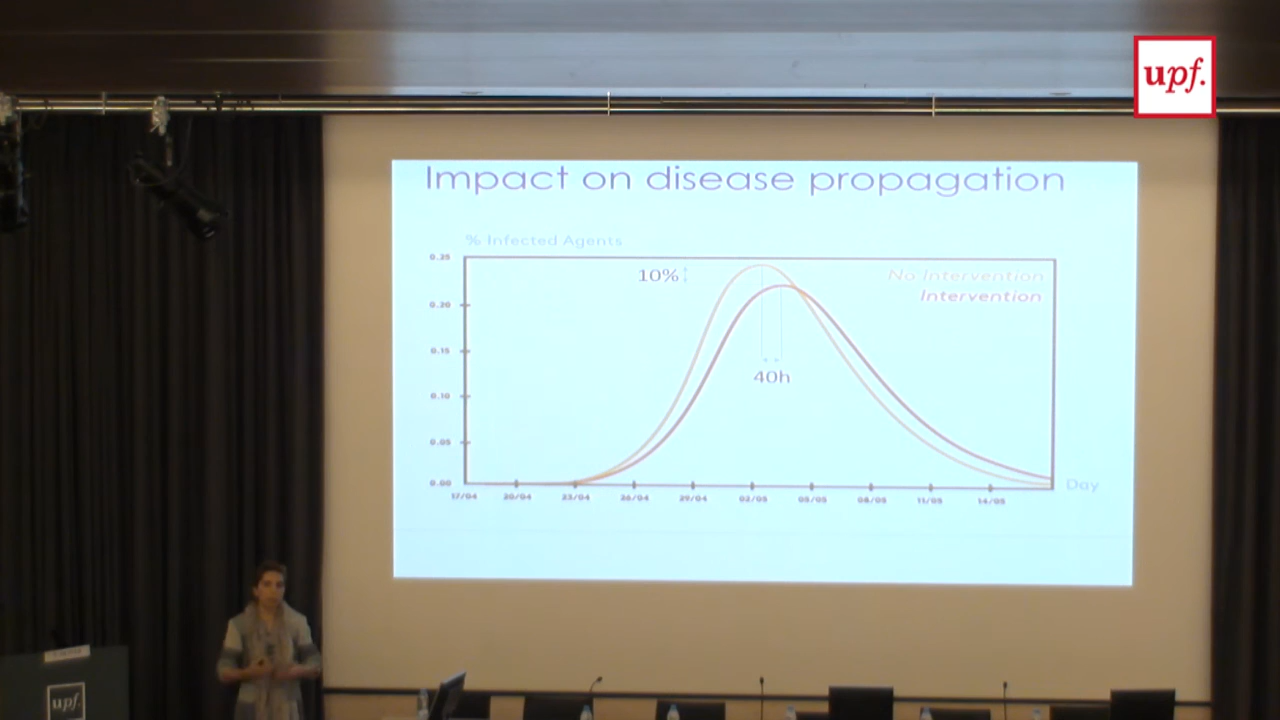 upf.
Impact on disease propagation
% Infected Agents
0.25
10%
No Intervention
Intervention
0.20
0.15
40h
0.10
0.05
0.00
Day
17/04 20/04 23/04 26/04 29/04 02/05 05/05 08/05 11/05 14/05
upf.